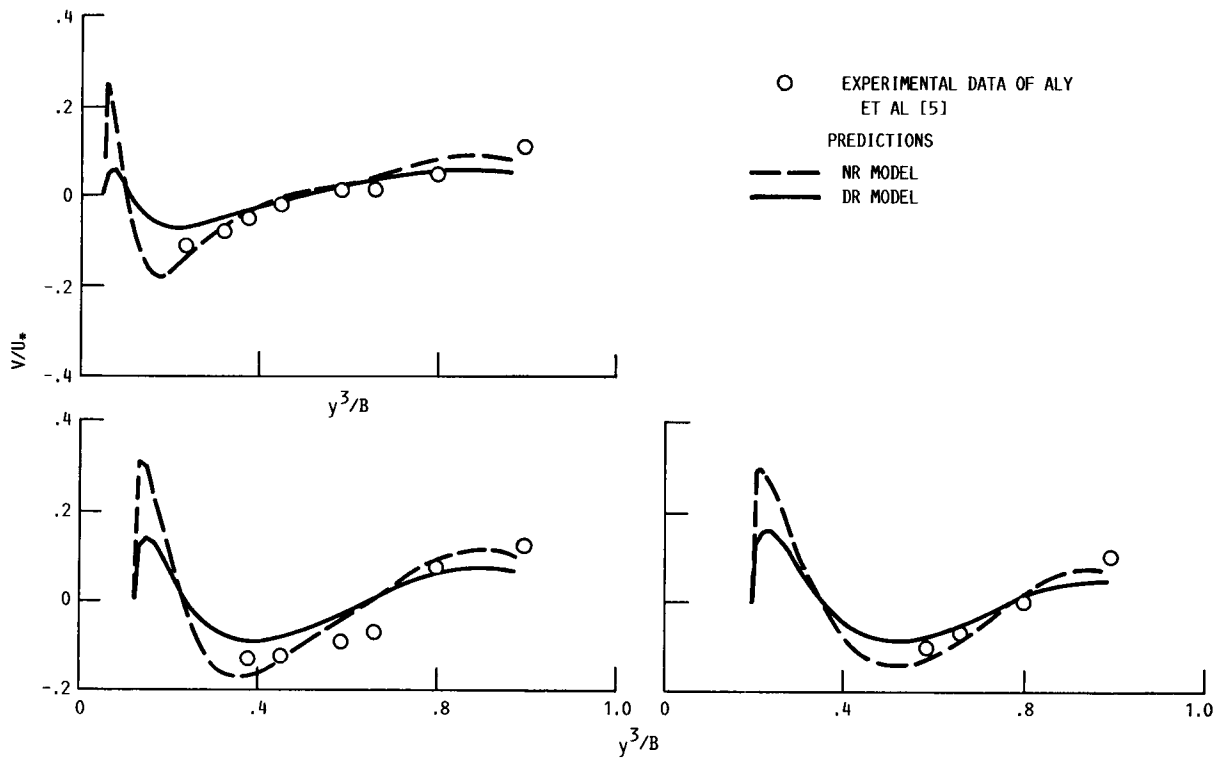 .4
.2
0
-.2
-.4
V/U*
y³/B
○ EXPERIMENTAL DATA OF ALY
ET AL [5]
PREDICTIONS
NR MODEL
DR MODEL
.4
.2
0
-.2
0
.4
.8
1.0
0
.4
.8
1.0
y³/B